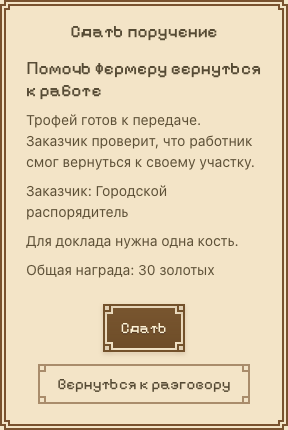 Сдать поручение
Помочь фермеру вернуться
к работе
Трофей готов к передаче.
Заказчик проверит, что работник
смог вернуться к своему участку.
Заказчик: Городской
распорядитель
Для доклада нужна одна кость.
Общая награда: 30 золотых
Сдать
Вернуться к разговору